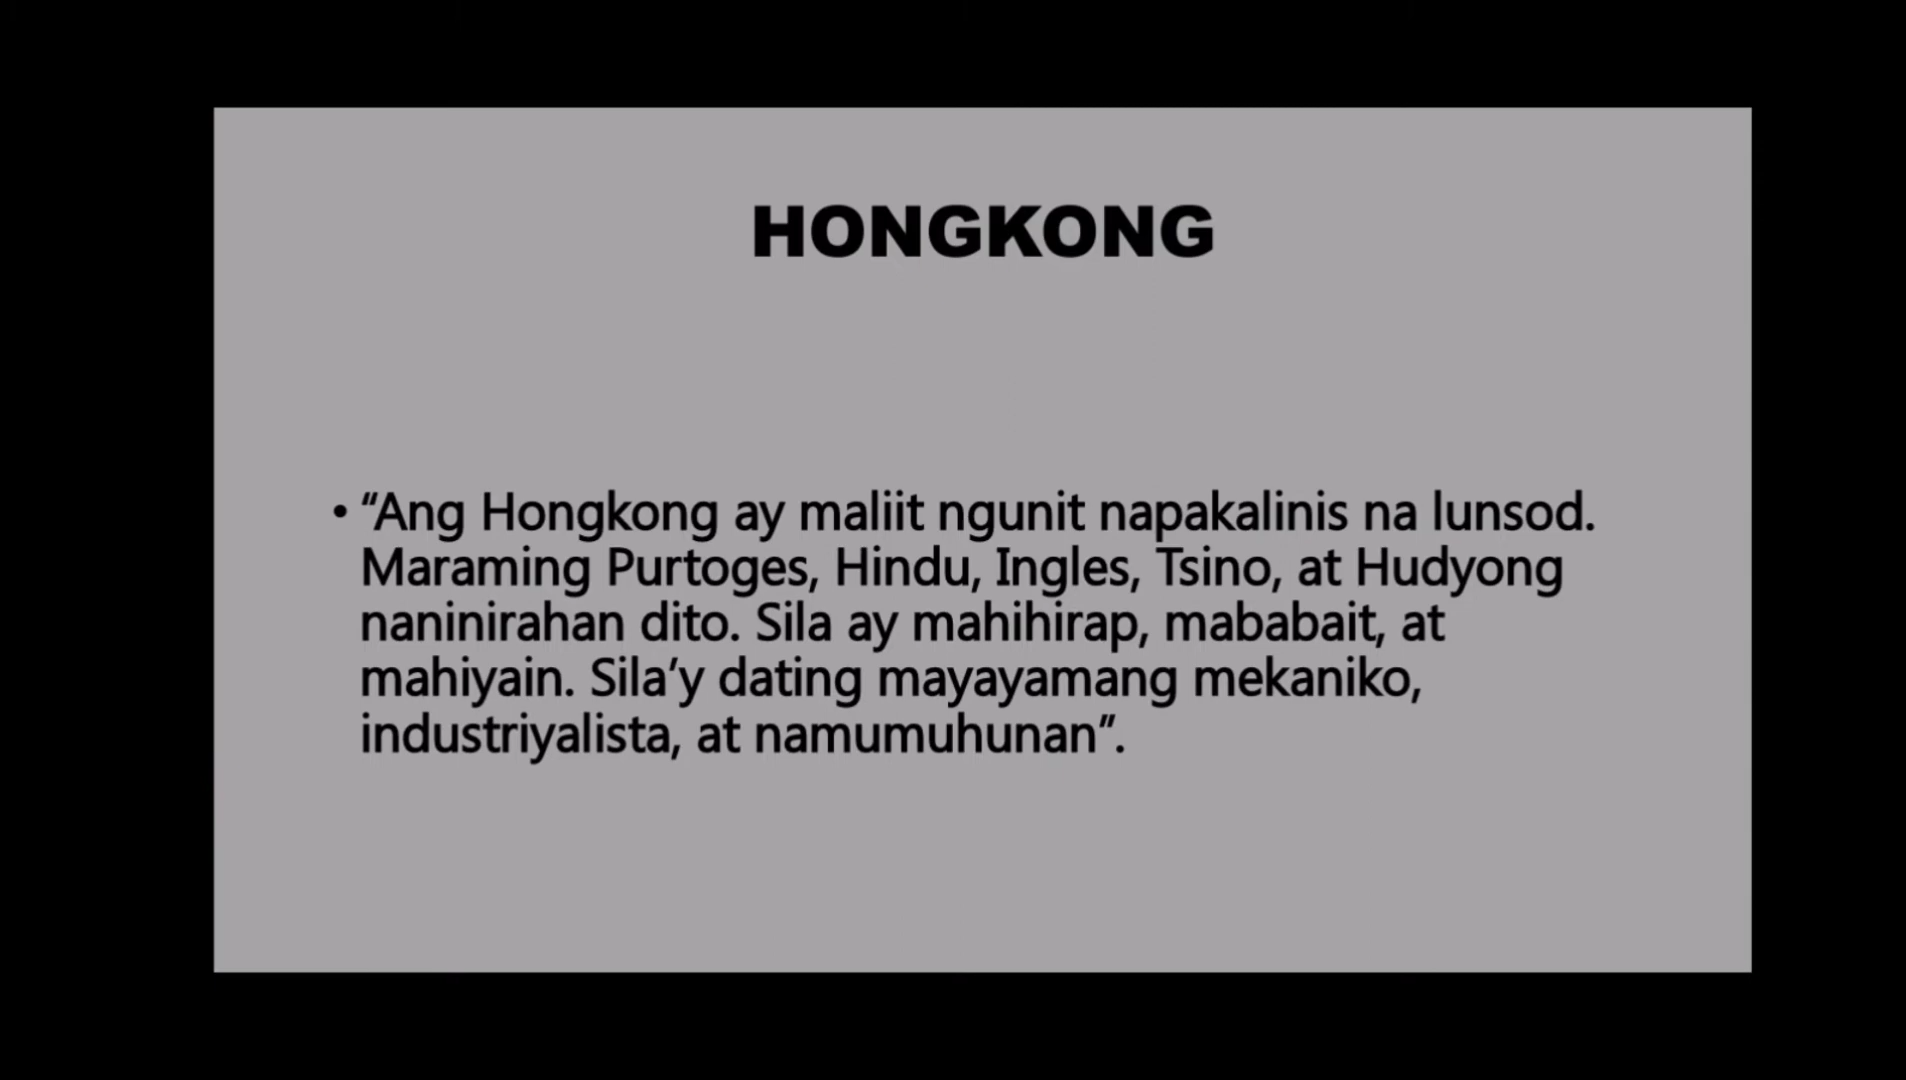 HONGKONG
• “Ang Hongkong ay maliit ngunit napakalinis na lunsod.
Maraming Purtoges, Hindu, Ingles, Tsino, at Hudyong
naninirahan dito. Sila ay mahihirap, mababait, at
mahiyain. Sila’y dating mayayamang mekaniko,
industriyalista, at namumuhunan”.